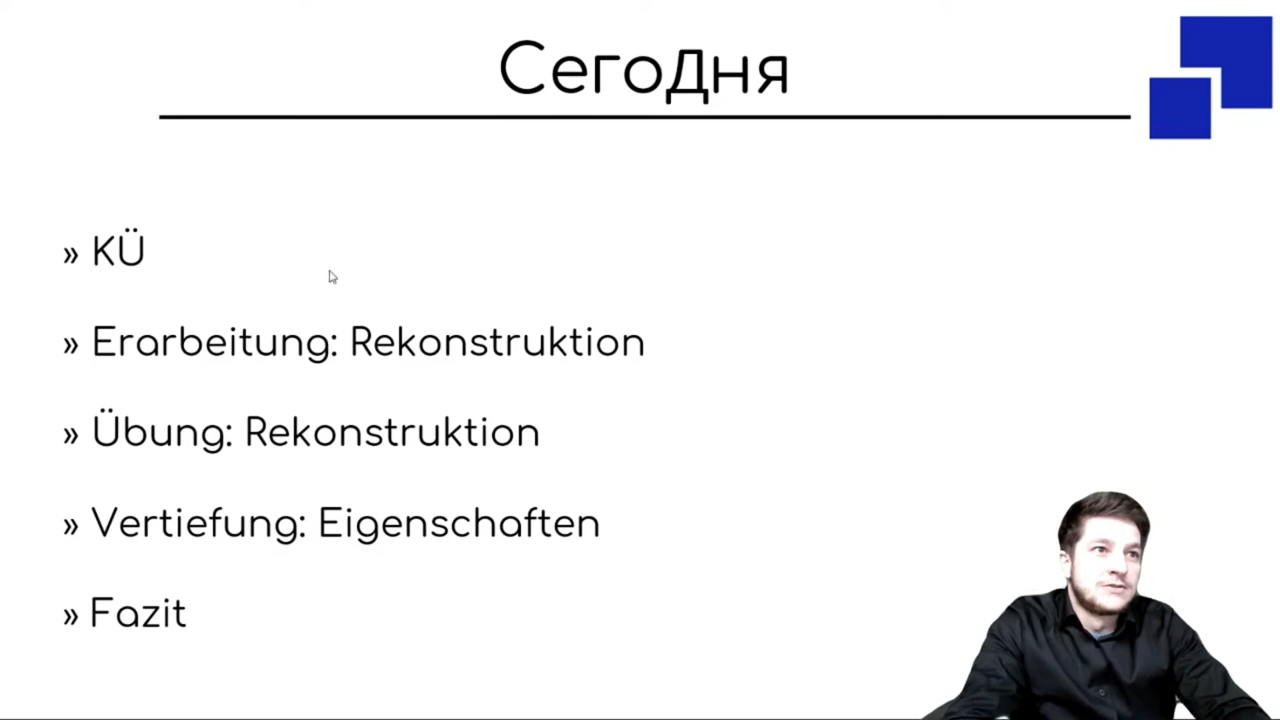 Сегодня
» KÜ
» Erarbeitung: Rekonstruktion
» Übung: Rekonstruktion
» Vertiefung: Eigenschaften
» Fazit